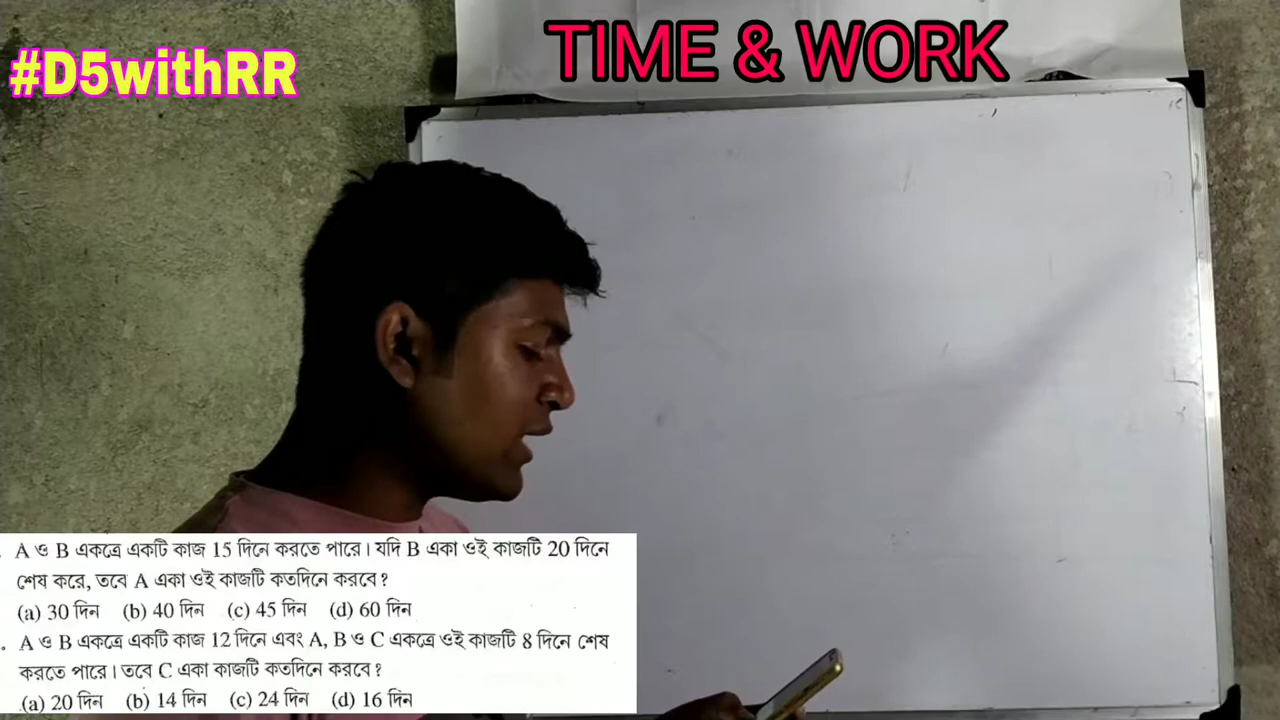 #D5withRR
TIME & WORK
. A ও B একত্রে একটি কাজ 15 দিনে করতে পারে। যদি B একা ওই কাজটি 20 দিনে
শেষ করে, তবে A একা ওই কাজটি কতদিনে করবে?
(a) 30 দিন (b) 40 দিন (c) 45 দিন (d) 60 দিন
. A ও B একত্রে একটি কাজ 12 দিনে এবং A, B ও C একত্রে ওই কাজটি 8 দিনে শেষ
করতে পারে। তবে C একা কাজটি কতদিনে করবে?
(a) 20 দিন (b) 14 দিন (c) 24 দিন (d) 16 দিন